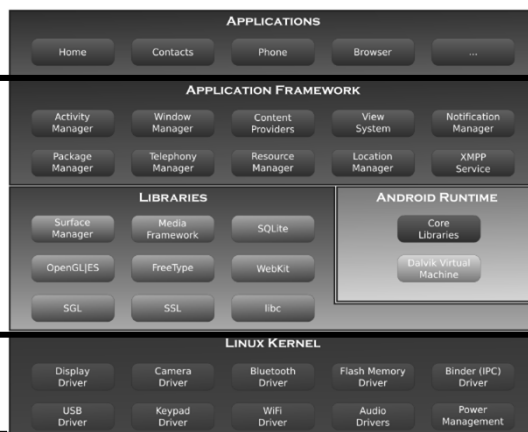 APPLICATIONS
Home Contacts Phone Browser ...
APPLICATION FRAMEWORK
Activity Manager
Window Manager
Content Providers
View System
Notification Manager
Package Manager
Telephony Manager
Resource Manager
Location Manager
XMPP Service
LIBRARIES
Surface Manager
Media Framework
SQLite
OpenGL|ES
FreeType
WebKit
SGL
SSL
libc
ANDROID RUNTIME
Core Libraries
Dalvik Virtual Machine
LINUX KERNEL
Display Driver
Camera Driver
Bluetooth Driver
Flash Memory Driver
Binder (IPC) Driver
USB Driver
Keypad Driver
WiFi Driver
Audio Drivers
Power Management